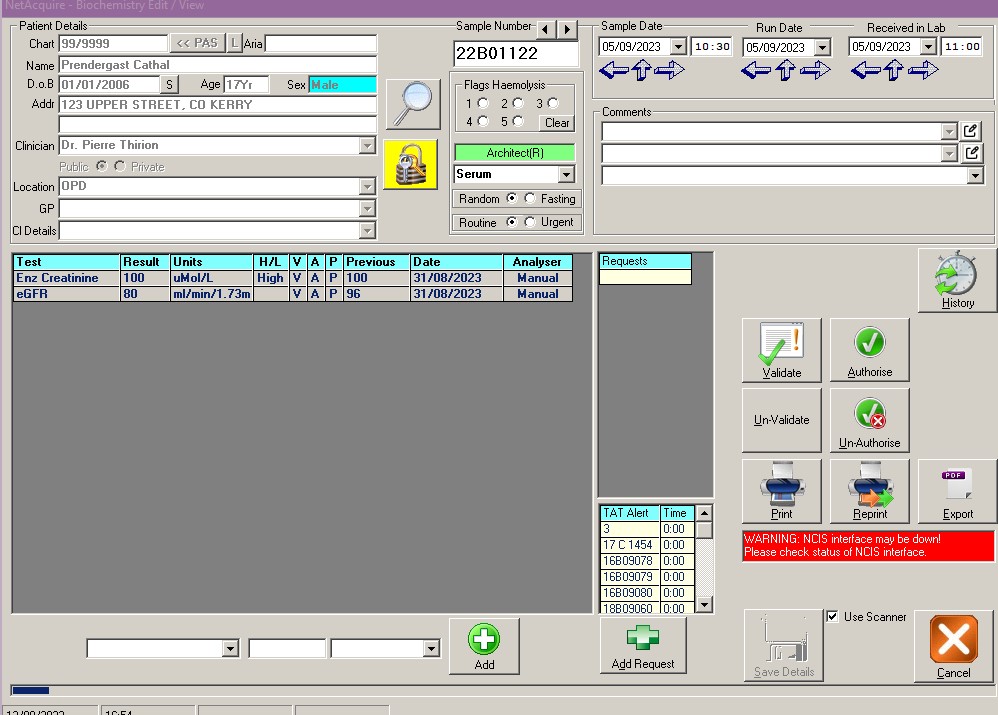 NetAcquire - Biochemistry Edit / View
Patient Details
Chart 99/9999 << PAS L Aria
Name Prendergast Cathal
D.o.B 01/01/2006 S Age 17Yr Sex Male
Addr 123 UPPER STREET, CO KERRY
Clinician Dr. Pierre Thirion
Public Private
Location OPD
GP
Cl Details
Sample Number
22B01122
Flags Haemolysis
1 2 3
4 5 Clear
Architect(R)
Serum
Random Fasting
Routine Urgent
Sample Date Run Date Received in Lab
05/09/2023 10:30 05/09/2023 05/09/2023 11:00
Comments
Test Result Units H/L V A P Previous Date Analyser
Enz Creatinine 100 uMol/L High V A P 100 31/08/2023 Manual
eGFR 80 ml/min/1.73m V A P 96 31/08/2023 Manual
Requests
TAT Alert Time
3 0:00
17 C 1454 0:00
16B09078 0:00
16B09079 0:00
16B09080 0:00
18B09060 0:00
History
Validate Authorise
Un-Validate Un-Authorise
Print Reprint PDF Export
WARNING: NCIS interface may be down!
Please check status of NCIS interface.
Add
Add Request
Save Details
Use Scanner
Cancel